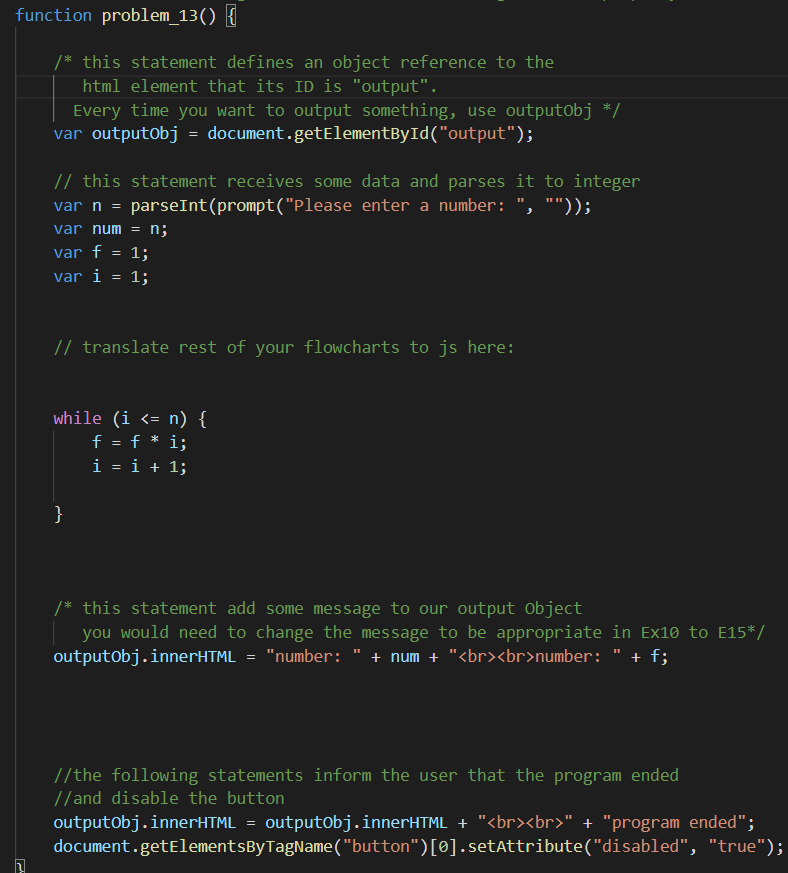 function problem_13() {
/* this statement defines an object reference to the
html element that its ID is "output".
Every time you want to output something, use outputObj */
var outputObj = document.getElementById("output");
// this statement receives some data and parses it to integer
var n = parseInt(prompt("Please enter a number: ", ""));
var num = n;
var f = 1;
var i = 1;
// translate rest of your flowcharts to js here:
while (i <= n) {
f = f * i;
i = i + 1;
}
/* this statement add some message to our output Object
you would need to change the message to be appropriate in Ex10 to E15*/
outputObj.innerHTML = "number: " + num + "<br><br>number: " + f;
//the following statements inform the user that the program ended
//and disable the button
outputObj.innerHTML = outputObj.innerHTML + "<br><br>" + "program ended";
document.getElementsByTagName("button")[0].setAttribute("disabled", "true");
}